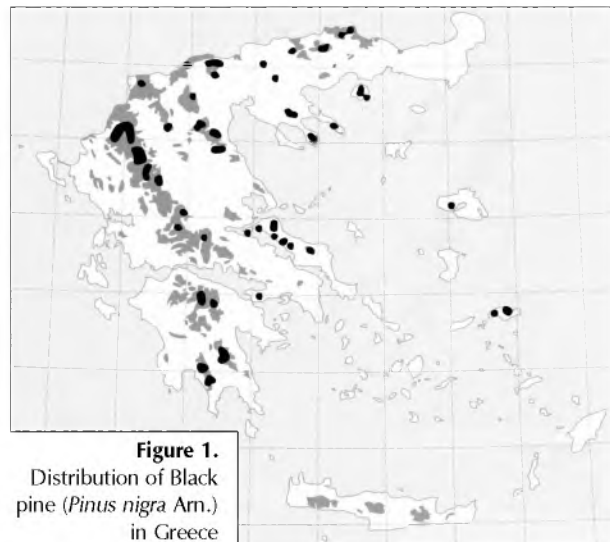 Figure 1.
Distribution of Black
pine (Pinus nigra Arn.)
in Greece